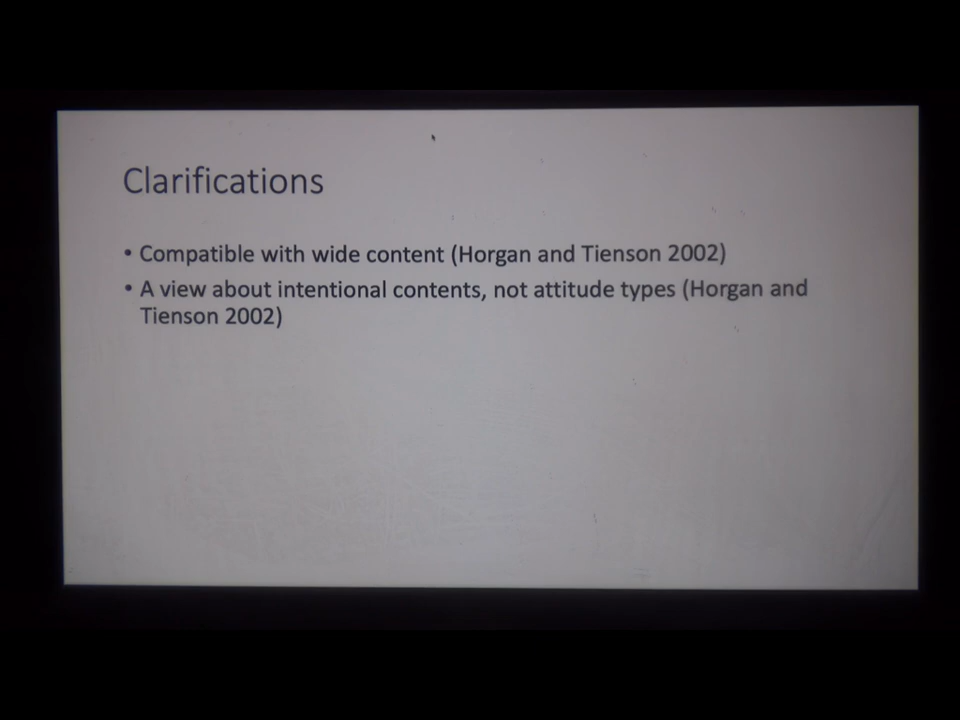 Clarifications
• Compatible with wide content (Horgan and Tienson 2002)
• A view about intentional contents, not attitude types (Horgan and
Tienson 2002)